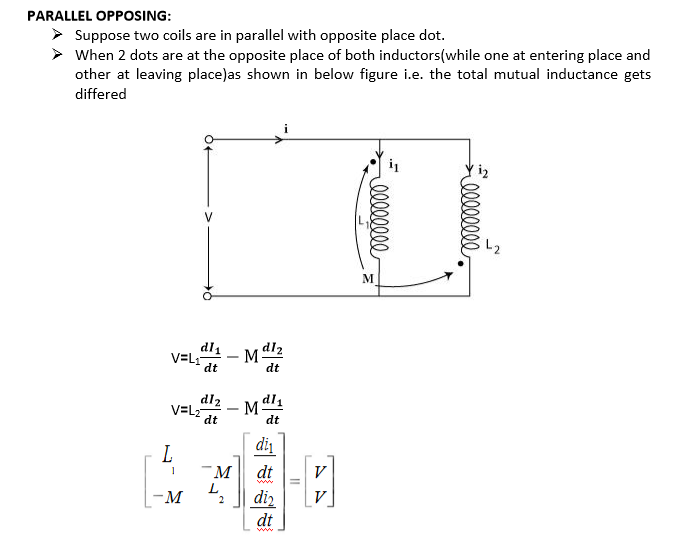 PARALLEL OPPOSING:
➢ Suppose two coils are in parallel with opposite place dot.
➢ When 2 dots are at the opposite place of both inductors(while one at entering place and
other at leaving place)as shown in below figure i.e. the total mutual inductance gets
differed
i
i₁
i₂
V
L₁
L₂
M
V=L₁ dI₁/dt − M dI₂/dt
V=L₂ dI₂/dt − M dI₁/dt
[L₁ −M; −M L₂] [di₁/dt; di₂/dt] = [V; V]